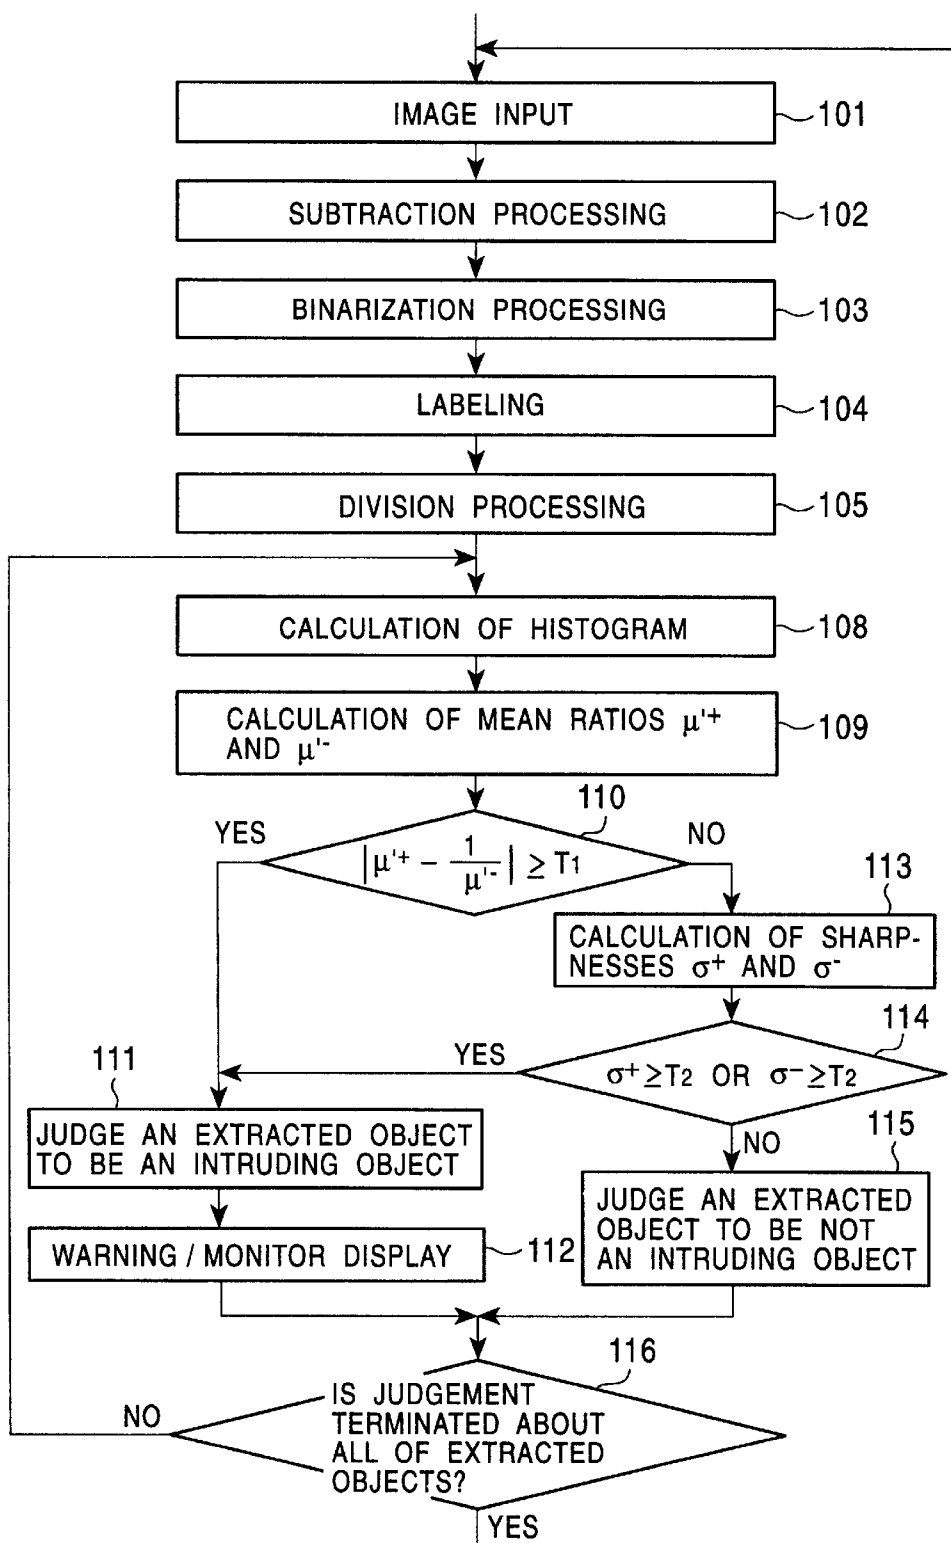 IMAGE INPUT
101
SUBTRACTION PROCESSING
102
BINARIZATION PROCESSING
103
LABELING
104
DIVISION PROCESSING
105
CALCULATION OF HISTOGRAM
108
CALCULATION OF MEAN RATIOS μ'+
AND μ'-
109
110
YES
NO
|μ'+ - 1/μ'-| ≥ T1
113
CALCULATION OF SHARP-
NESSES σ+ AND σ-
114
YES
σ+≥T2 OR σ-≥T2
NO
111
JUDGE AN EXTRACTED OBJECT
TO BE AN INTRUDING OBJECT
115
JUDGE AN EXTRACTED
OBJECT TO BE NOT
AN INTRUDING OBJECT
WARNING / MONITOR DISPLAY
112
116
IS JUDGEMENT
TERMINATED ABOUT
ALL OF EXTRACTED
OBJECTS?
NO
YES